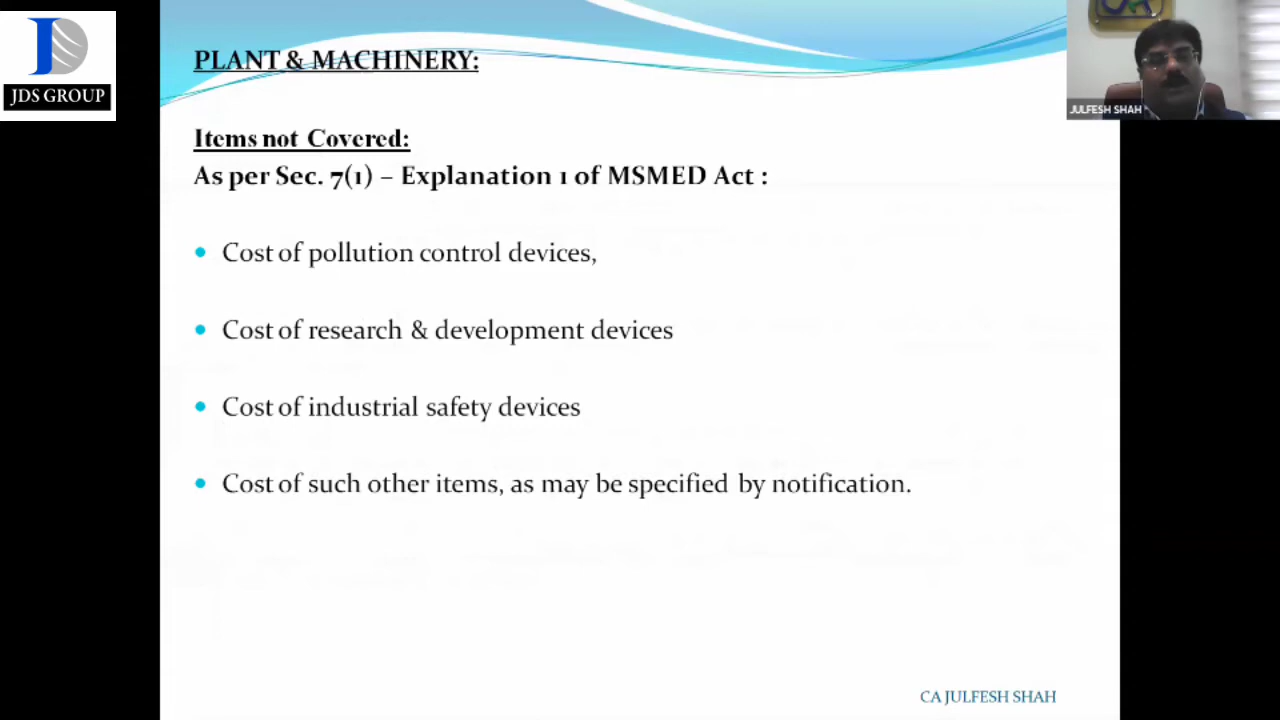 JDS GROUP
PLANT & MACHINERY:
JULFESH SHAH
Items not Covered:
As per Sec. 7(1) – Explanation 1 of MSMED Act :
• Cost of pollution control devices,
• Cost of research & development devices
• Cost of industrial safety devices
• Cost of such other items, as may be specified by notification.
CA JULFESH SHAH